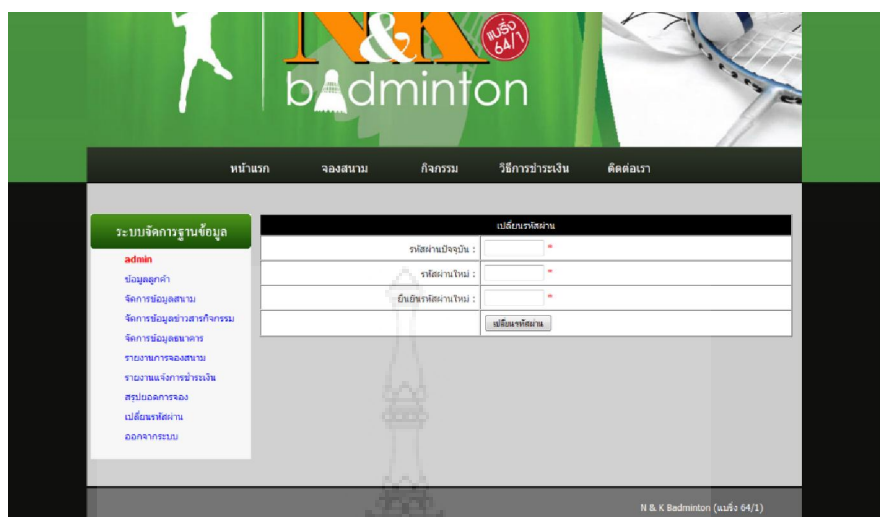 N&K
แบริ่ง
64/1
badminton
หน้าแรก จองสนาม กิจกรรม วิธีการชำระเงิน ติดต่อเรา
ระบบจัดการฐานข้อมูล
admin
ข้อมูลลูกค้า
จัดการข้อมูลสนาม
จัดการข้อมูลข่าวสารกิจกรรม
จัดการข้อมูลธนาคาร
รายงานการจองสนาม
รายงานแจ้งการชำระเงิน
สรุปยอดการจอง
เปลี่ยนรหัสผ่าน
ออกจากระบบ
เปลี่ยนรหัสผ่าน
รหัสผ่านปัจจุบัน : *
รหัสผ่านใหม่ : *
ยืนยันรหัสผ่านใหม่ : *
เปลี่ยนรหัสผ่าน
N & K Badminton (แบริ่ง 64/1)